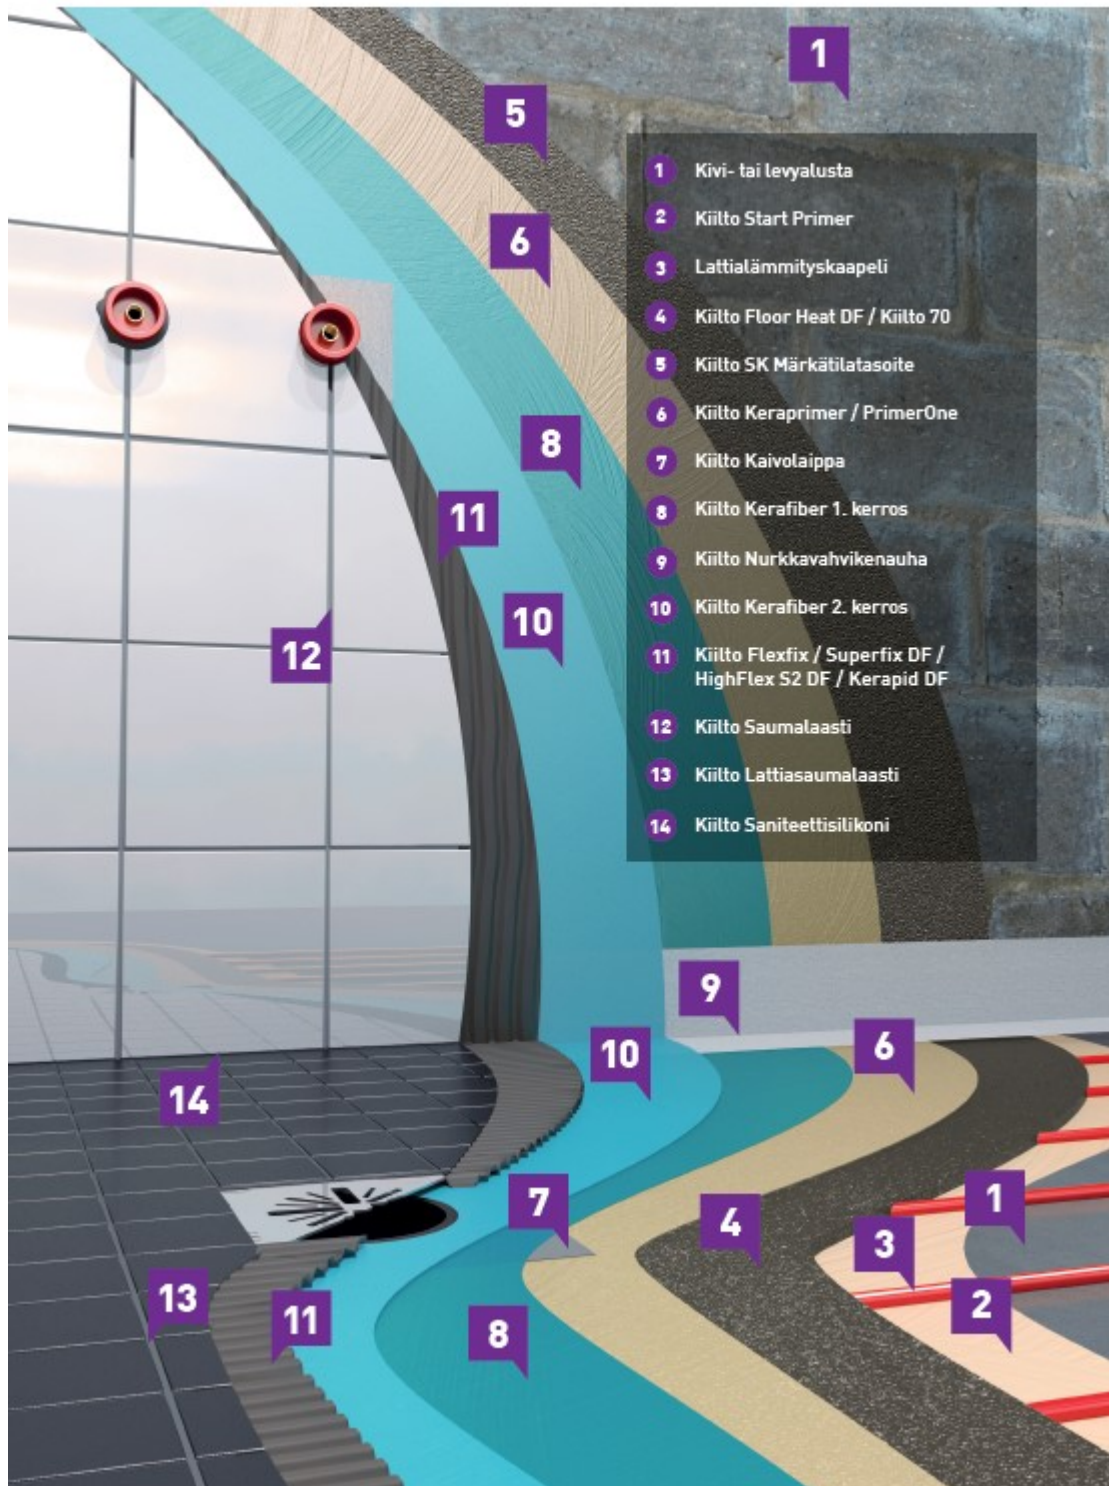 1
5
1 Kivi- tai levyalusta
2 Kiilto Start Primer
3 Lattialämmityskaapeli
4 Kiilto Floor Heat DF / Kiilto 70
5 Kiilto SK Märkätilatasoite
6 Kiilto Keraprimer / PrimerOne
7 Kiilto Kaivolaippa
8 Kiilto Kerafiber 1. kerros
9 Kiilto Nurkkavahvikenauha
10 Kiilto Kerafiber 2. kerros
11 Kiilto Flexfix / Superfix DF /
HighFlex S2 DF / Kerapid DF
12 Kiilto Saumalaasti
13 Kiilto Lattiasaumalaasti
14 Kiilto Saniteettisilikoni
6
8
11
10
12
9
10
6
14
7
4
1
3
13
11
8
2